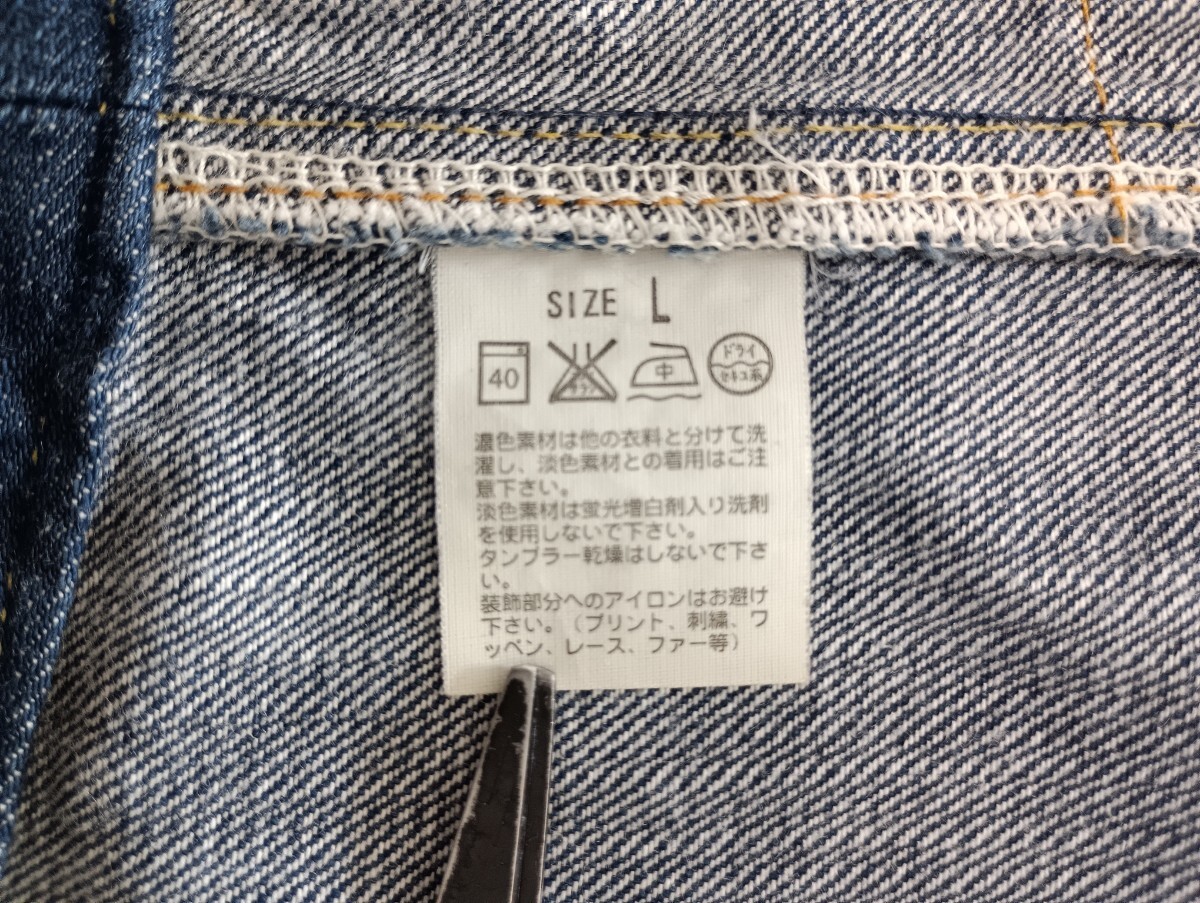 SIZE L
40 エンソ サラシ 中 ドライ セキユ系
濃色素材は他の衣料と分けて洗
濯し、淡色素材との着用はご注
意下さい。
淡色素材は蛍光増白剤入り洗剤
を使用しないで下さい。
タンブラー乾燥はしないで下さ
い。
装飾部分へのアイロンはお避け
下さい。（プリント、刺繍、ワ
ッペン、レース、ファー等）